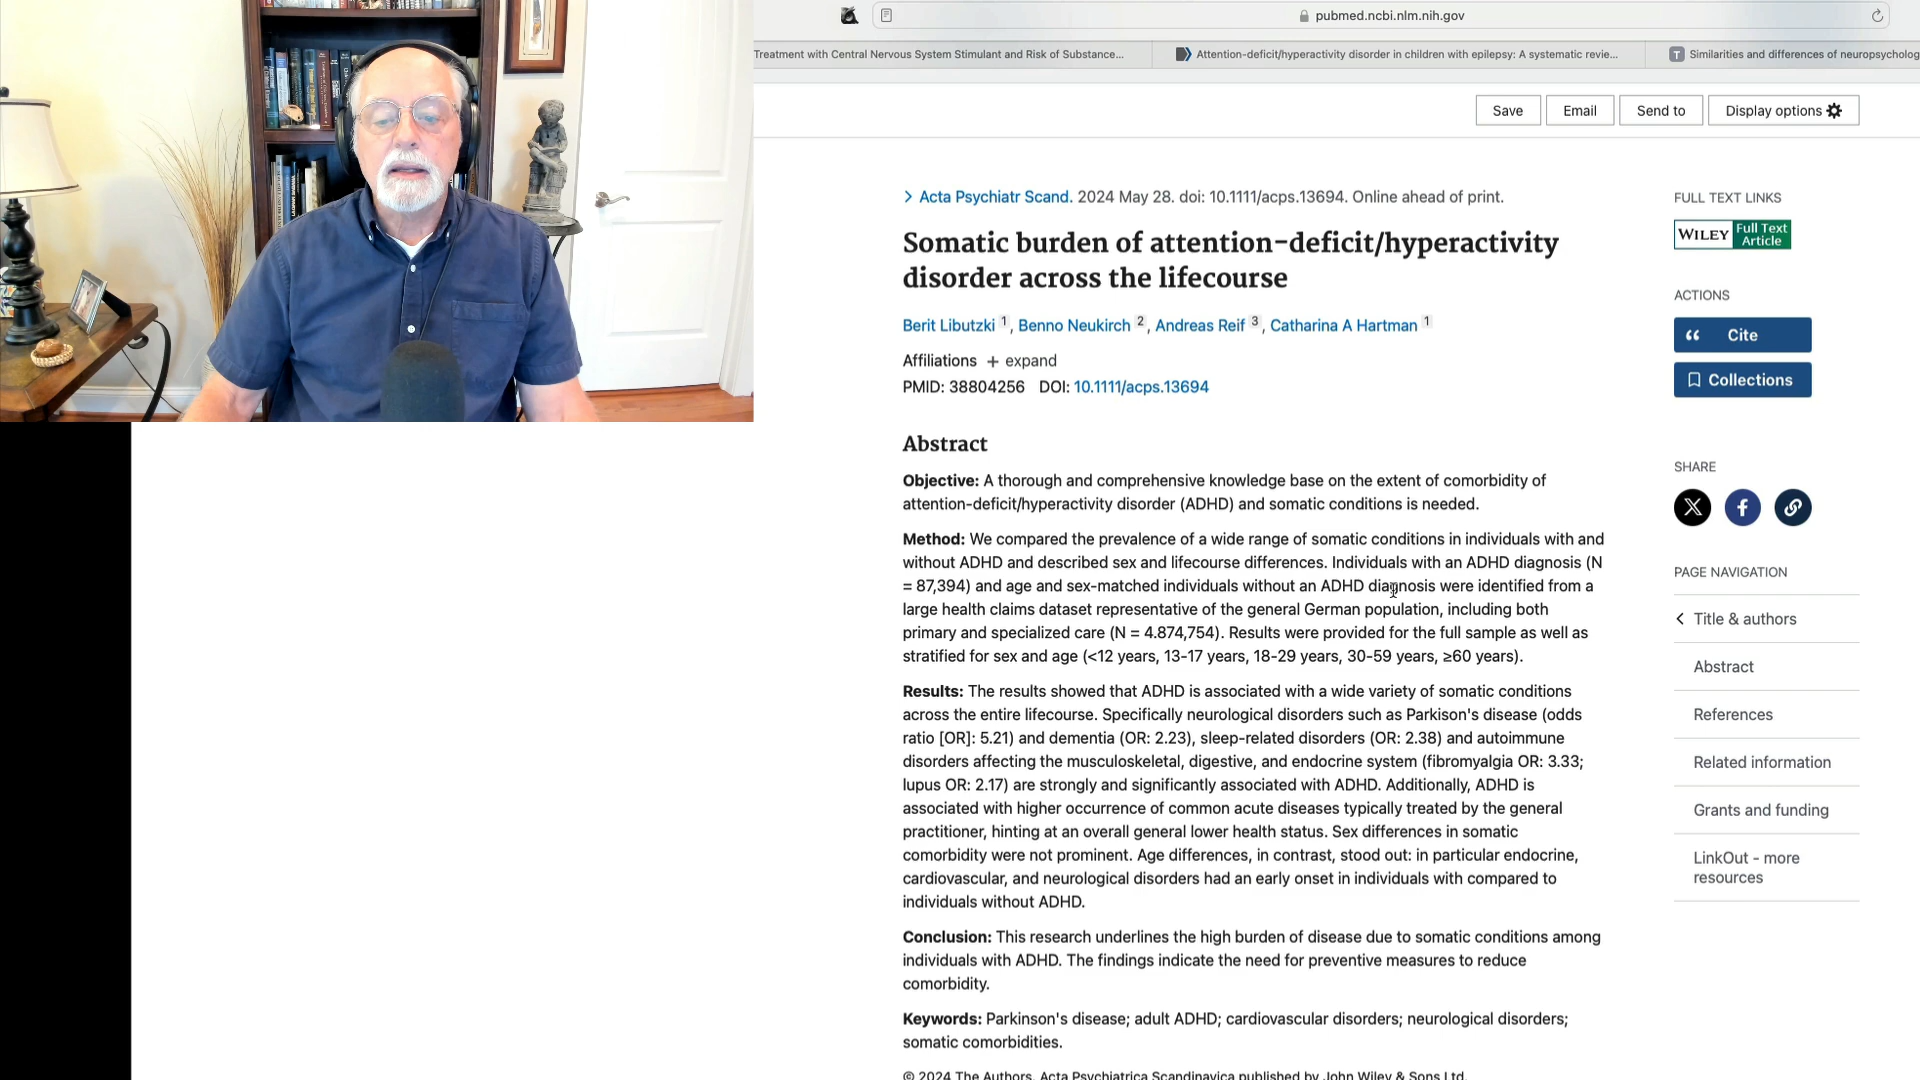 pubmed.ncbi.nlm.nih.gov
Treatment with Central Nervous System Stimulant and Risk of Substance...
Attention-deficit/hyperactivity disorder in children with epilepsy: A systematic revie...
T Similarities and differences of neuropsycholog
Save
Email
Send to
Display options
Acta Psychiatr Scand. 2024 May 28. doi: 10.1111/acps.13694. Online ahead of print.
Somatic burden of attention-deficit/hyperactivity
disorder across the lifecourse
Berit Libutzki 1, Benno Neukirch 2, Andreas Reif 3, Catharina A Hartman 1
Affiliations + expand
PMID: 38804256 DOI: 10.1111/acps.13694
Abstract
Objective: A thorough and comprehensive knowledge base on the extent of comorbidity of
attention-deficit/hyperactivity disorder (ADHD) and somatic conditions is needed.
Method: We compared the prevalence of a wide range of somatic conditions in individuals with and
without ADHD and described sex and lifecourse differences. Individuals with an ADHD diagnosis (N
= 87,394) and age and sex-matched individuals without an ADHD diagnosis were identified from a
large health claims dataset representative of the general German population, including both
primary and specialized care (N = 4.874,754). Results were provided for the full sample as well as
stratified for sex and age (<12 years, 13-17 years, 18-29 years, 30-59 years, ≥60 years).
Results: The results showed that ADHD is associated with a wide variety of somatic conditions
across the entire lifecourse. Specifically neurological disorders such as Parkison's disease (odds
ratio [OR]: 5.21) and dementia (OR: 2.23), sleep-related disorders (OR: 2.38) and autoimmune
disorders affecting the musculoskeletal, digestive, and endocrine system (fibromyalgia OR: 3.33;
lupus OR: 2.17) are strongly and significantly associated with ADHD. Additionally, ADHD is
associated with higher occurrence of common acute diseases typically treated by the general
practitioner, hinting at an overall general lower health status. Sex differences in somatic
comorbidity were not prominent. Age differences, in contrast, stood out: in particular endocrine,
cardiovascular, and neurological disorders had an early onset in individuals with compared to
individuals without ADHD.
Conclusion: This research underlines the high burden of disease due to somatic conditions among
individuals with ADHD. The findings indicate the need for preventive measures to reduce
comorbidity.
Keywords: Parkinson's disease; adult ADHD; cardiovascular disorders; neurological disorders;
somatic comorbidities.
© 2024 The Authors. Acta Psychiatrica Scandinavica published by John Wiley & Sons Ltd.
FULL TEXT LINKS
WILEY Full Text
Article
ACTIONS
Cite
Collections
SHARE
PAGE NAVIGATION
Title & authors
Abstract
References
Related information
Grants and funding
LinkOut - more
resources